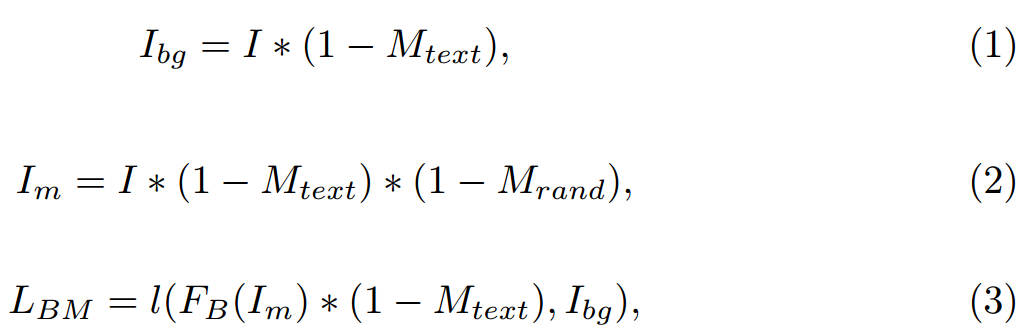 I_{bg} = I * (1 − M_{text}), (1)
I_m = I * (1 − M_{text}) * (1 − M_{rand}), (2)
L_{BM} = l(F_B(I_m) * (1 − M_{text}), I_{bg}), (3)